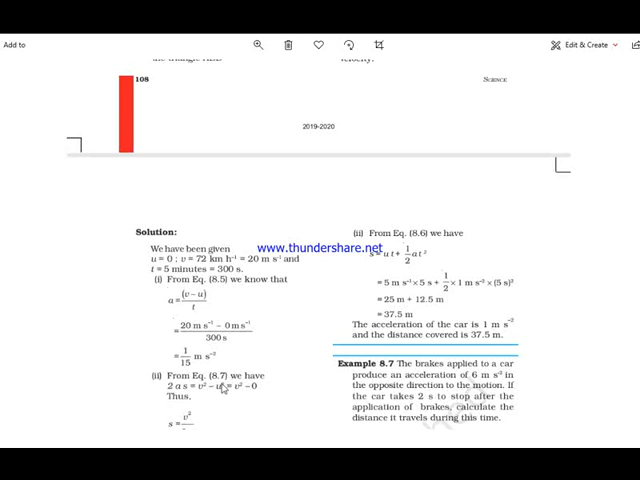 Add to
Edit & Create
velocity.
108
SCIENCE
2019-2020
Solution:
We have been given
u = 0 ; v = 72 km h⁻¹ = 20 m s⁻¹ and
t = 5 minutes = 300 s.
(i) From Eq. (8.5) we know that
a = (v – u) / t
= 20 m s⁻¹ – 0 m s⁻¹ / 300 s
= 1/15 m s⁻²
(ii) From Eq. (8.7) we have
2 a s = v² – u² = v² – 0
Thus,
s = v²
(ii) From Eq. (8.6) we have
s = u t + 1/2 a t²
= 5 m s⁻¹ × 5 s + 1/2 × 1 m s⁻² × (5 s)²
= 25 m + 12.5 m
= 37.5 m
The acceleration of the car is 1 m s⁻²
and the distance covered is 37.5 m.
Example 8.7 The brakes applied to a car
produce an acceleration of 6 m s⁻² in
the opposite direction to the motion. If
the car takes 2 s to stop after the
application of brakes, calculate the
distance it travels during this time.
www.thundershare.net